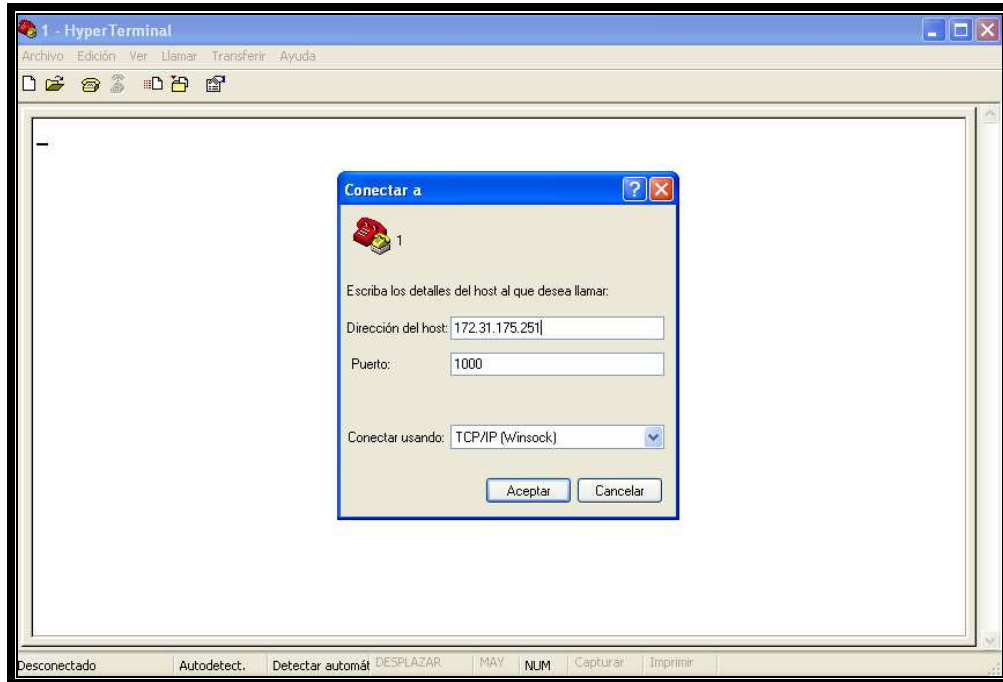 1 - HyperTerminal
Archivo Edición Ver Llamar Transferir Ayuda
Conectar a
1
Escriba los detalles del host al que desea llamar:
Dirección del host: 172.31.175.251
Puerto: 1000
Conectar usando: TCP/IP (Winsock)
Aceptar Cancelar
Desconectado Autodetect. Detectar automát DESPLAZAR MAY NUM Capturar Imprimir